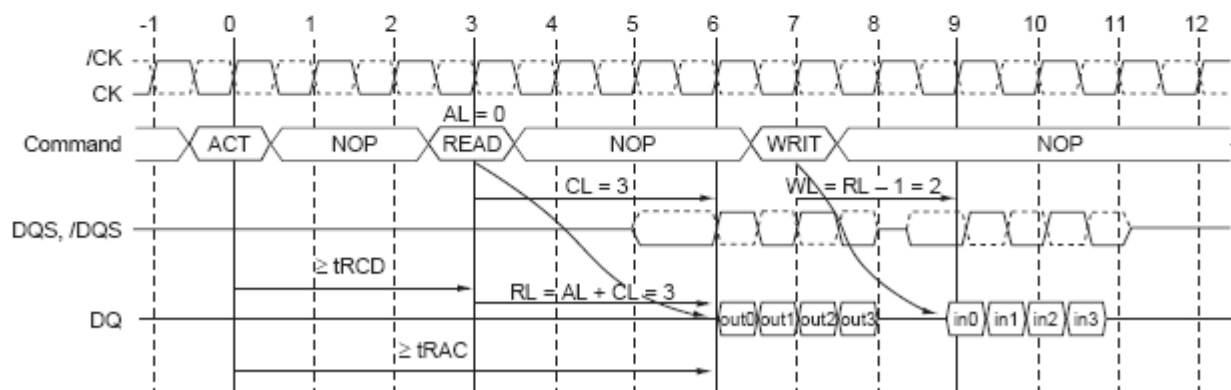 -1 0 1 2 3 4 5 6 7 8 9 10 11 12
/CK
CK
AL = 0
Command ACT NOP READ NOP WRIT NOP
CL = 3 WL = RL – 1 = 2
DQS, /DQS
≥ tRCD
RL = AL + CL = 3
DQ out0 out1 out2 out3 in0 in1 in2 in3
≥ tRAC